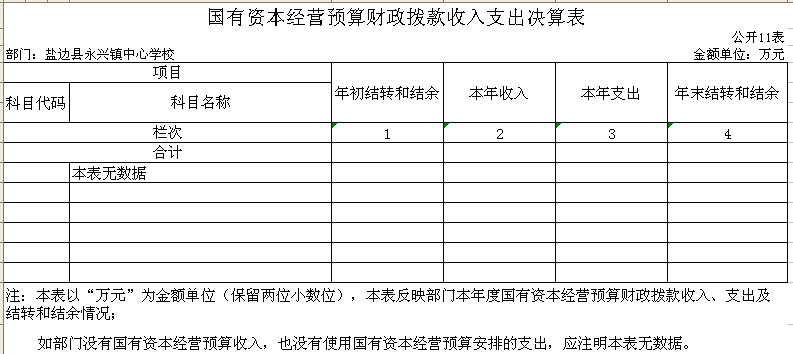 国有资本经营预算财政拨款收入支出决算表
公开11表
部门：盐边县永兴镇中心学校 金额单位：万元
项目
年初结转和结余 本年收入 本年支出 年末结转和结余
科目代码 科目名称
栏次 1 2 3 4
合计
本表无数据
注：本表以“万元”为金额单位（保留两位小数位），本表反映部门本年度国有资本经营预算财政拨款收入、支出及
结转和结余情况；
如部门没有国有资本经营预算收入，也没有使用国有资本经营预算安排的支出，应注明本表无数据。